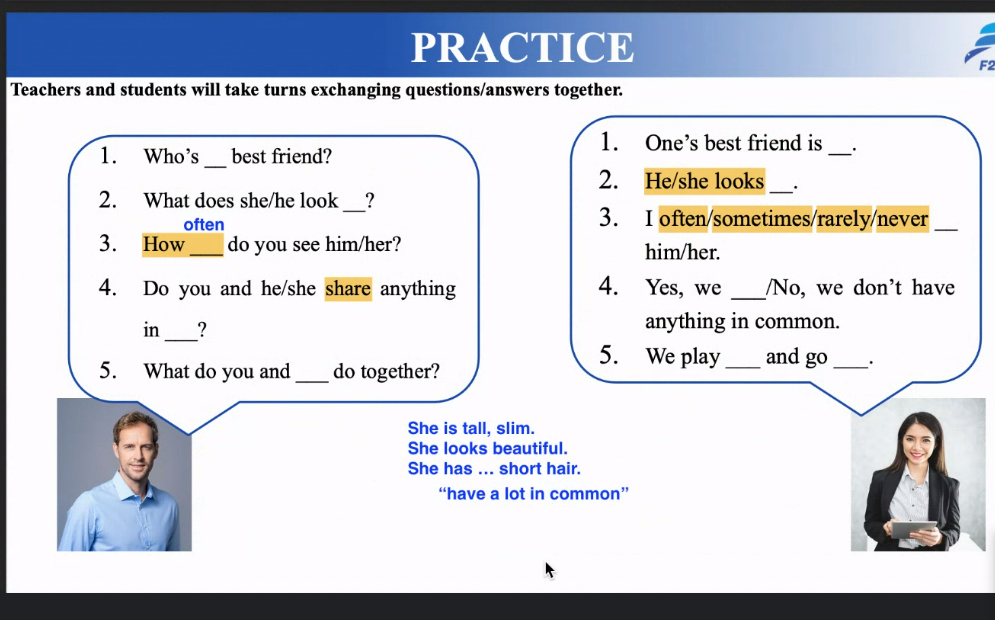 PRACTICE
Teachers and students will take turns exchanging questions/answers together.
1. Who's __ best friend?
2. What does she/he look __?
often
3. How ___ do you see him/her?
4. Do you and he/she share anything
in ___?
5. What do you and ___ do together?
1. One's best friend is __.
2. He/she looks __.
3. I often/sometimes/rarely/never __
him/her.
4. Yes, we ___/No, we don't have
anything in common.
5. We play ___ and go ___.
She is tall, slim.
She looks beautiful.
She has ... short hair.
“have a lot in common”